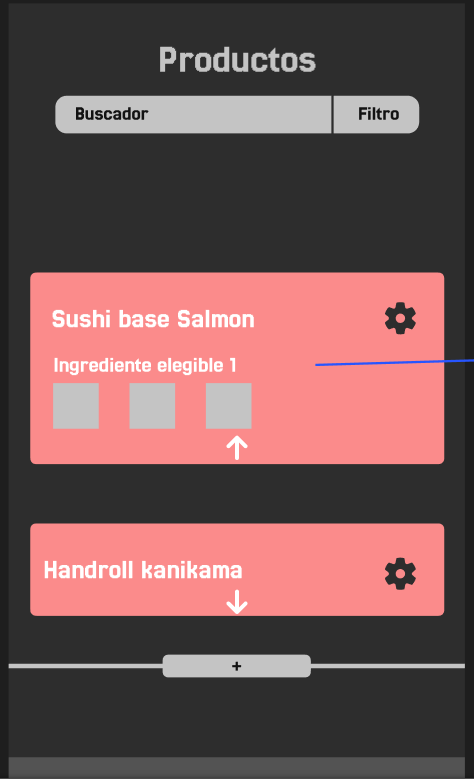 Productos
Buscador Filtro
Sushi base Salmon
Ingrediente elegible 1
Handroll kanikama
+